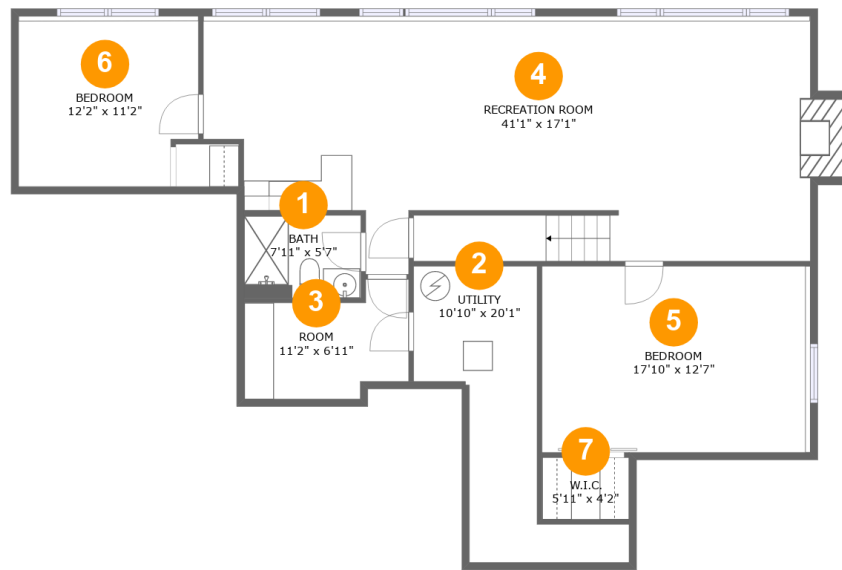 6
BEDROOM
12'2" x 11'2"
4
RECREATION ROOM
41'1" x 17'1"
1
BATH
7'11" x 5'7"
2
UTILITY
10'10" x 20'1"
3
ROOM
11'2" x 6'11"
5
BEDROOM
17'10" x 12'7"
7
W.I.C.
5'11" x 4'2"